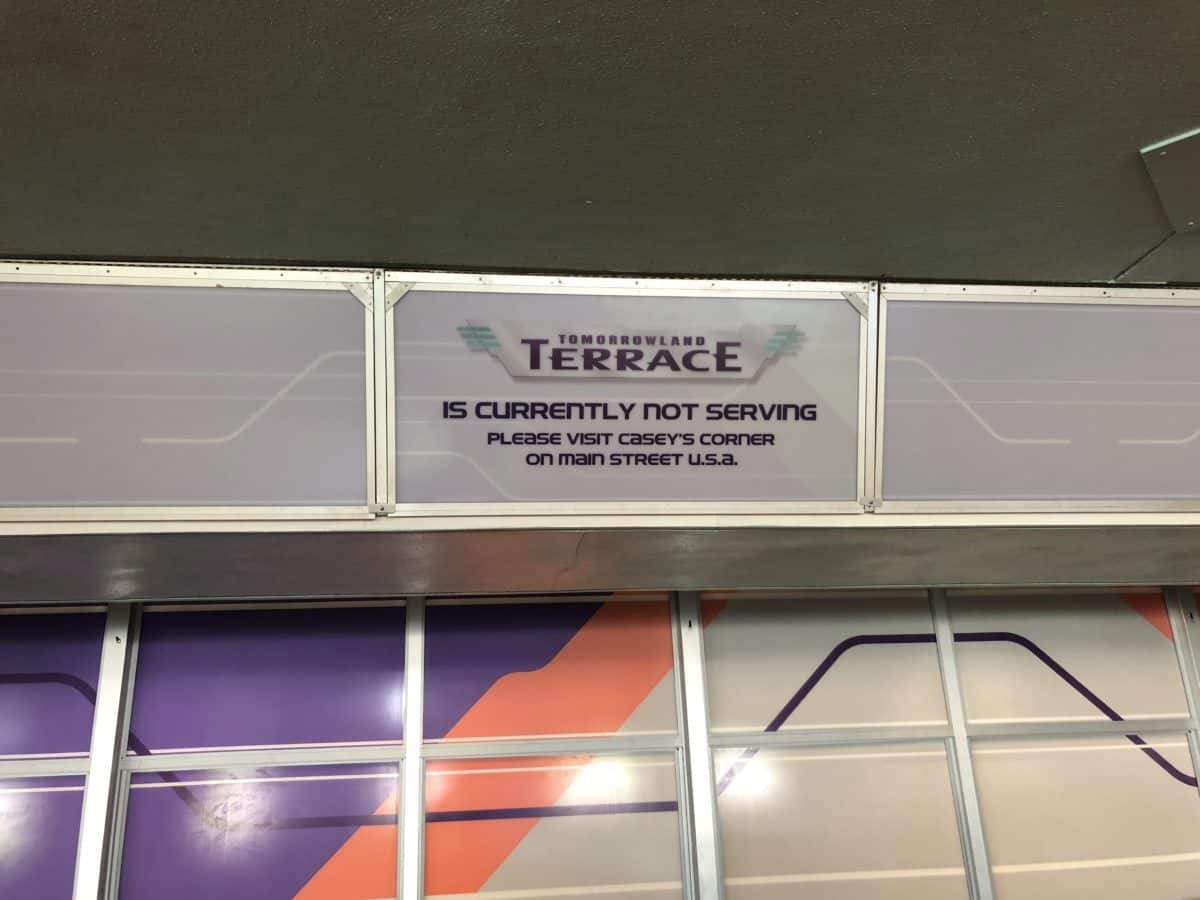 TOMORROWLAND
TERRACE
IS CURRENTLY NOT SERVING
PLEASE VISIT CASEY'S CORNER
ON MAIN STREET U.S.A.